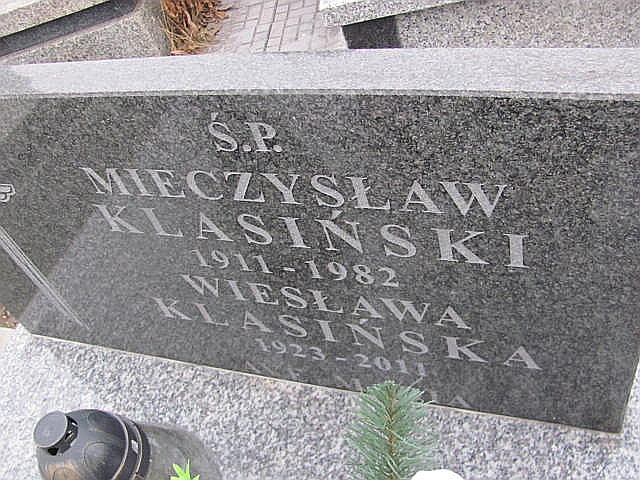 Ś.P.
MIECZYSŁAW
KLASIŃSKI
1911-1982
WIESŁAWA
KLASIŃSKA
1923-2011